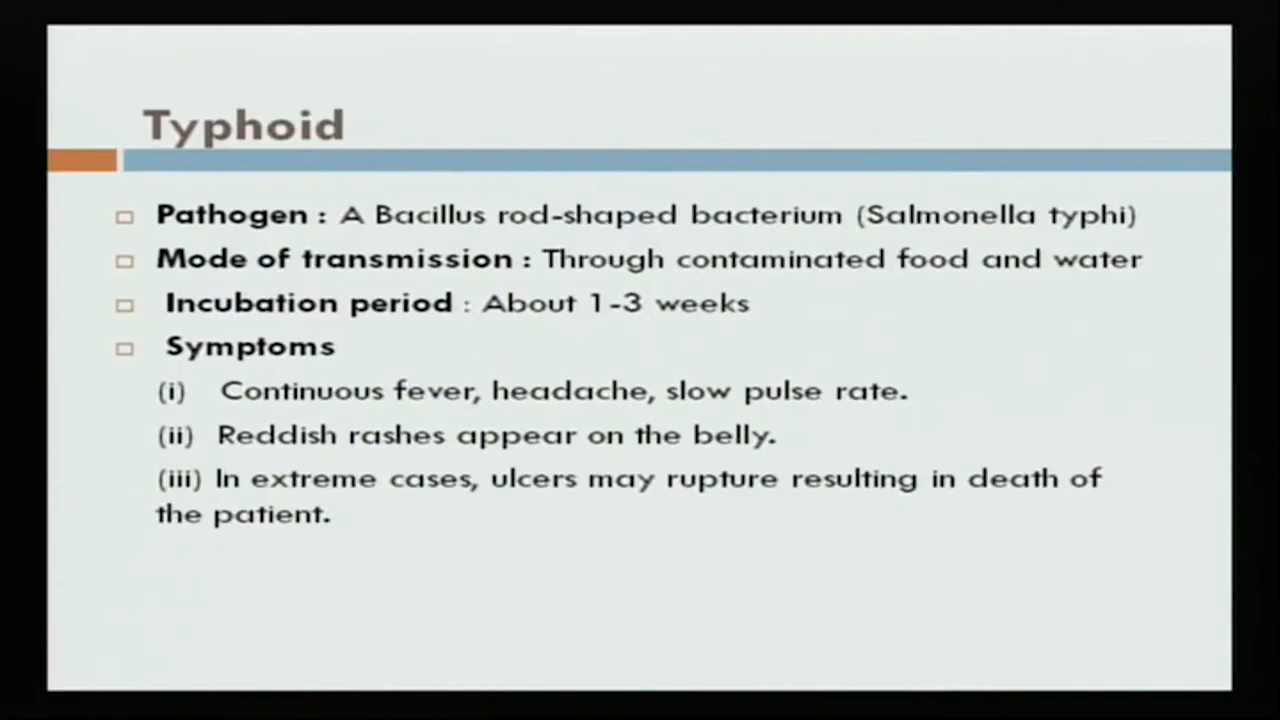 Typhoid
Pathogen : A Bacillus rod-shaped bacterium (Salmonella typhi)
Mode of transmission : Through contaminated food and water
Incubation period : About 1-3 weeks
Symptoms
(i) Continuous fever, headache, slow pulse rate.
(ii) Reddish rashes appear on the belly.
(iii) In extreme cases, ulcers may rupture resulting in death of
the patient.